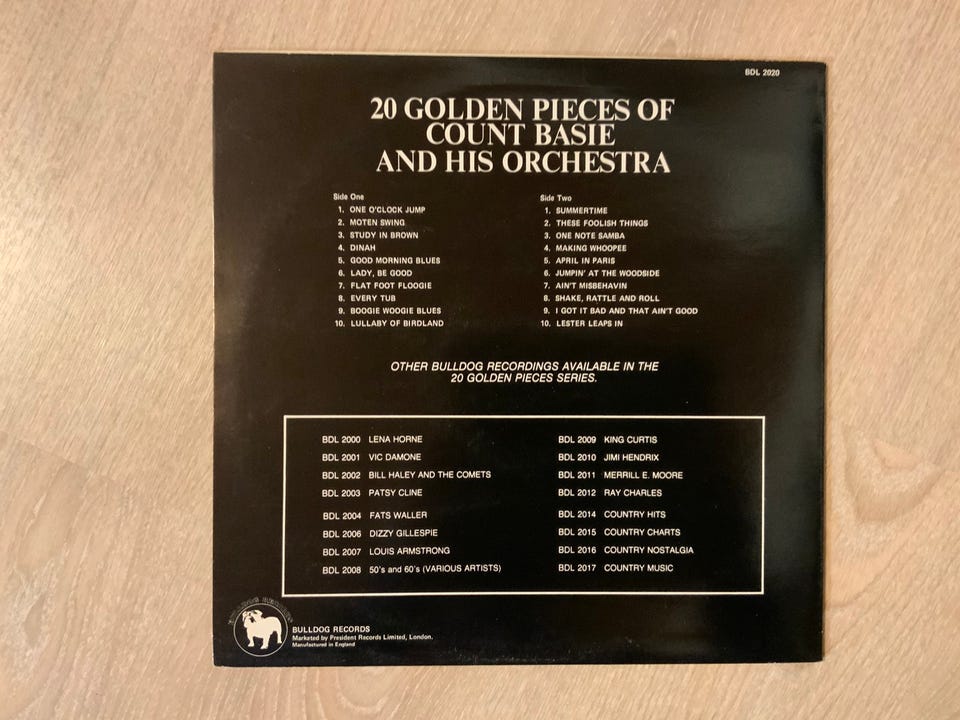 BDL 2020
20 GOLDEN PIECES OF
COUNT BASIE
AND HIS ORCHESTRA
Side One
1. ONE O'CLOCK JUMP
2. MOTEN SWING
3. STUDY IN BROWN
4. DINAH
5. GOOD MORNING BLUES
6. LADY, BE GOOD
7. FLAT FOOT FLOOGIE
8. EVERY TUB
9. BOOGIE WOOGIE BLUES
10. LULLABY OF BIRDLAND
Side Two
1. SUMMERTIME
2. THESE FOOLISH THINGS
3. ONE NOTE SAMBA
4. MAKING WHOOPEE
5. APRIL IN PARIS
6. JUMPIN' AT THE WOODSIDE
7. AIN'T MISBEHAVIN
8. SHAKE, RATTLE AND ROLL
9. I GOT IT BAD AND THAT AIN'T GOOD
10. LESTER LEAPS IN
OTHER BULLDOG RECORDINGS AVAILABLE IN THE
20 GOLDEN PIECES SERIES.
BDL 2000 LENA HORNE
BDL 2001 VIC DAMONE
BDL 2002 BILL HALEY AND THE COMETS
BDL 2003 PATSY CLINE
BDL 2004 FATS WALLER
BDL 2006 DIZZY GILLESPIE
BDL 2007 LOUIS ARMSTRONG
BDL 2008 50's and 60's (VARIOUS ARTISTS)
BDL 2009 KING CURTIS
BDL 2010 JIMI HENDRIX
BDL 2011 MERRILL E. MOORE
BDL 2012 RAY CHARLES
BDL 2014 COUNTRY HITS
BDL 2015 COUNTRY CHARTS
BDL 2016 COUNTRY NOSTALGIA
BDL 2017 COUNTRY MUSIC
BULLDOG RECORDS
BULLDOG RECORDS
Marketed by President Records Limited, London.
Manufactured in England